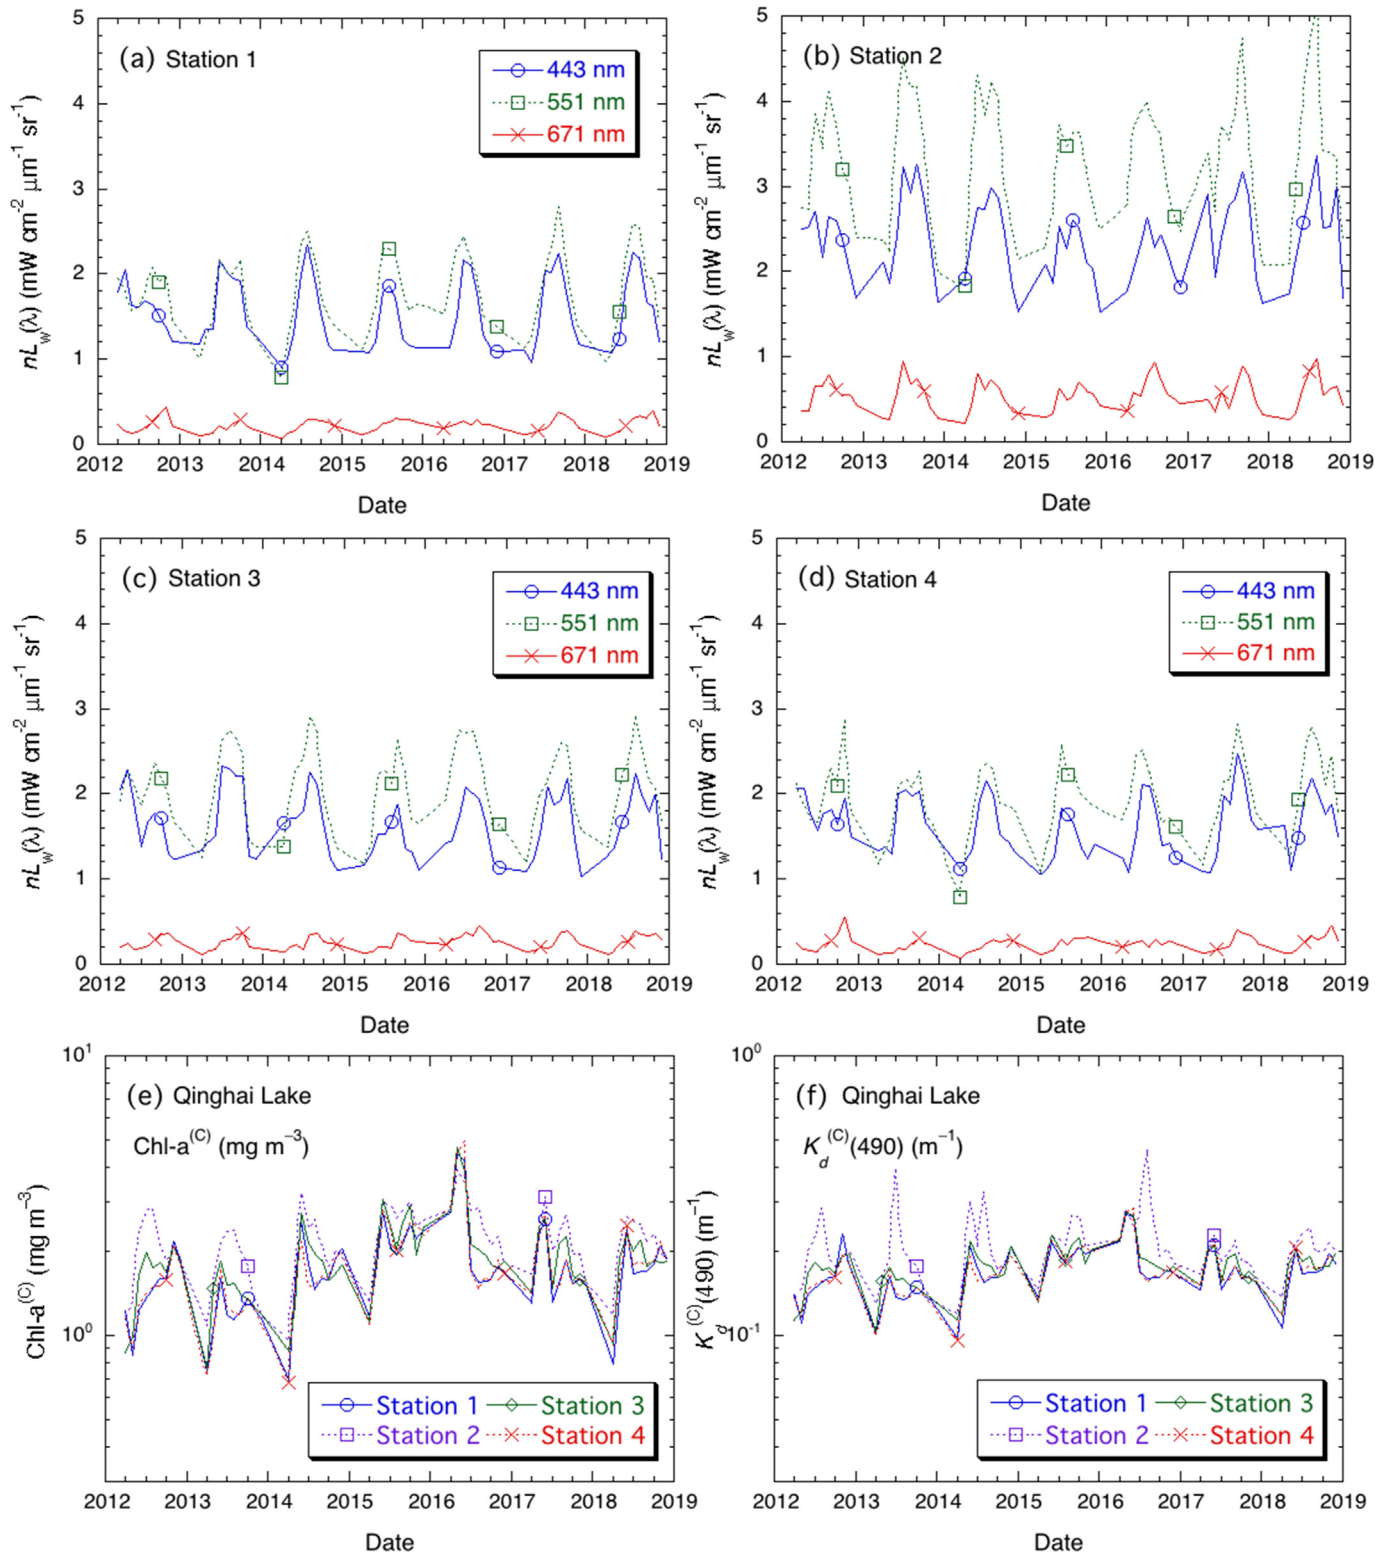 (a) Station 1
443 nm
551 nm
671 nm
5
4
3
2
1
0
nLw(λ) (mW cm-2 μm-1 sr-1)
2012 2013 2014 2015 2016 2017 2018 2019
Date
(b) Station 2
5
4
3
2
1
0
nLw(λ) (mW cm-2 μm-1 sr-1)
2012 2013 2014 2015 2016 2017 2018 2019
Date
(c) Station 3
443 nm
551 nm
671 nm
5
4
3
2
1
0
nLw(λ) (mW cm-2 μm-1 sr-1)
2012 2013 2014 2015 2016 2017 2018 2019
Date
(d) Station 4
443 nm
551 nm
671 nm
5
4
3
2
1
0
nLw(λ) (mW cm-2 μm-1 sr-1)
2012 2013 2014 2015 2016 2017 2018 2019
Date
(e) Qinghai Lake
Chl-a(C) (mg m−3)
101
100
Chl-a(C) (mg m−3)
Station 1 Station 3
Station 2 Station 4
2012 2013 2014 2015 2016 2017 2018 2019
Date
(f) Qinghai Lake
Kd(C)(490) (m−1)
100
10-1
Kd(C)(490) (m−1)
Station 1 Station 3
Station 2 Station 4
2012 2013 2014 2015 2016 2017 2018 2019
Date